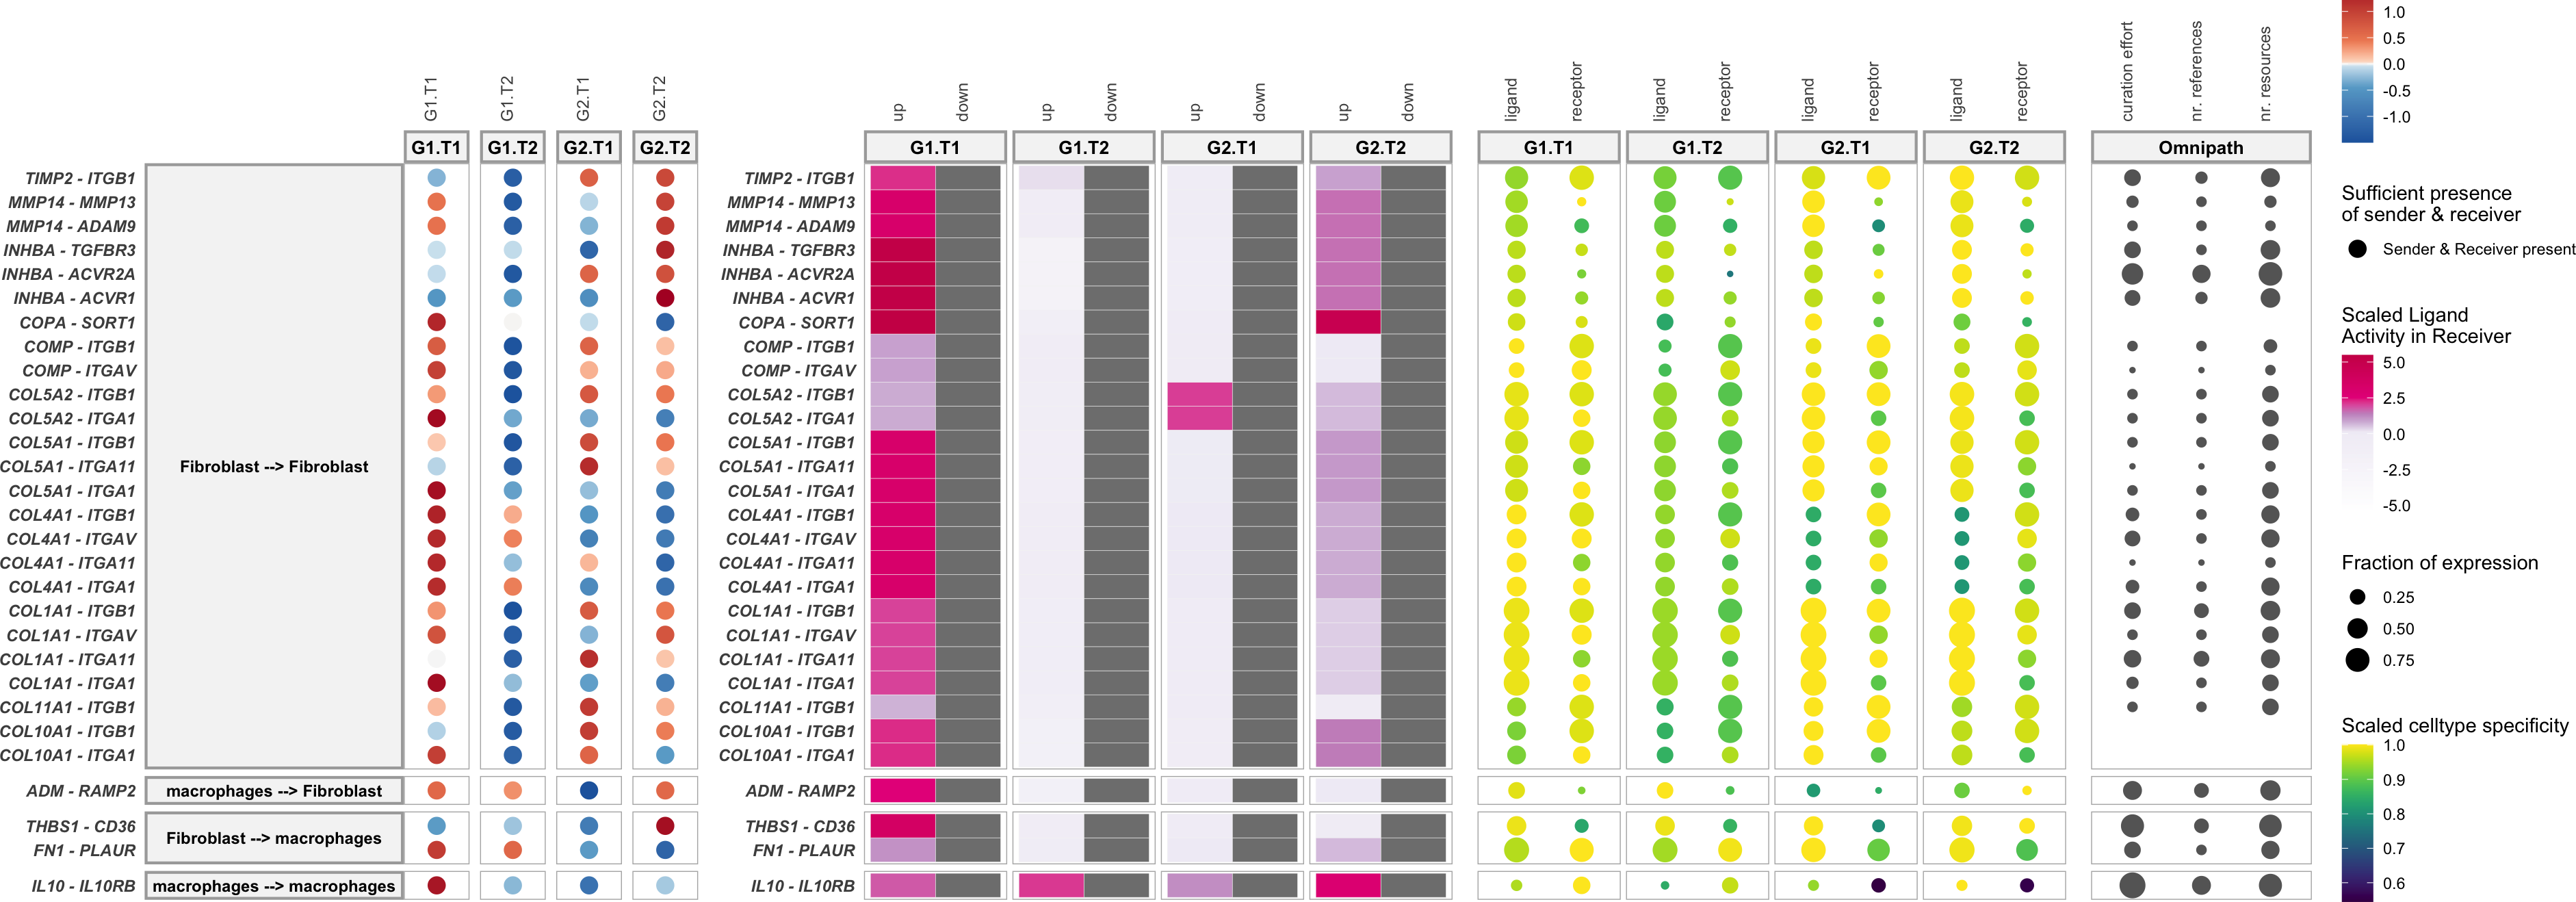 G1.T1 G1.T2 G2.T1 G2.T2
up down up down up down up down
ligand receptor ligand receptor ligand receptor ligand receptor
curation effort nr. references nr. resources
G1.T1 G1.T2 G2.T1 G2.T2
G1.T1 G1.T2 G2.T1 G2.T2
G1.T1 G1.T2 G2.T1 G2.T2
Omnipath
TIMP2 - ITGB1
MMP14 - MMP13
MMP14 - ADAM9
INHBA - TGFBR3
INHBA - ACVR2A
INHBA - ACVR1
COPA - SORT1
COMP - ITGB1
COMP - ITGAV
COL5A2 - ITGB1
COL5A2 - ITGA1
COL5A1 - ITGB1
COL5A1 - ITGA11
COL5A1 - ITGA1
COL4A1 - ITGB1
COL4A1 - ITGAV
COL4A1 - ITGA11
COL4A1 - ITGA1
COL1A1 - ITGB1
COL1A1 - ITGAV
COL1A1 - ITGA11
COL1A1 - ITGA1
COL11A1 - ITGB1
COL10A1 - ITGB1
COL10A1 - ITGA1
ADM - RAMP2
THBS1 - CD36
FN1 - PLAUR
IL10 - IL10RB
Fibroblast --> Fibroblast
macrophages --> Fibroblast
Fibroblast --> macrophages
macrophages --> macrophages
TIMP2 - ITGB1
MMP14 - MMP13
MMP14 - ADAM9
INHBA - TGFBR3
INHBA - ACVR2A
INHBA - ACVR1
COPA - SORT1
COMP - ITGB1
COMP - ITGAV
COL5A2 - ITGB1
COL5A2 - ITGA1
COL5A1 - ITGB1
COL5A1 - ITGA11
COL5A1 - ITGA1
COL4A1 - ITGB1
COL4A1 - ITGAV
COL4A1 - ITGA11
COL4A1 - ITGA1
COL1A1 - ITGB1
COL1A1 - ITGAV
COL1A1 - ITGA11
COL1A1 - ITGA1
COL11A1 - ITGB1
COL10A1 - ITGB1
COL10A1 - ITGA1
ADM - RAMP2
THBS1 - CD36
FN1 - PLAUR
IL10 - IL10RB
1.0
0.5
0.0
-0.5
-1.0
Sufficient presence
of sender & receiver
Sender & Receiver present
Scaled Ligand
Activity in Receiver
5.0
2.5
0.0
-2.5
-5.0
Fraction of expression
0.25
0.50
0.75
Scaled celltype specificity
1.0
0.9
0.8
0.7
0.6